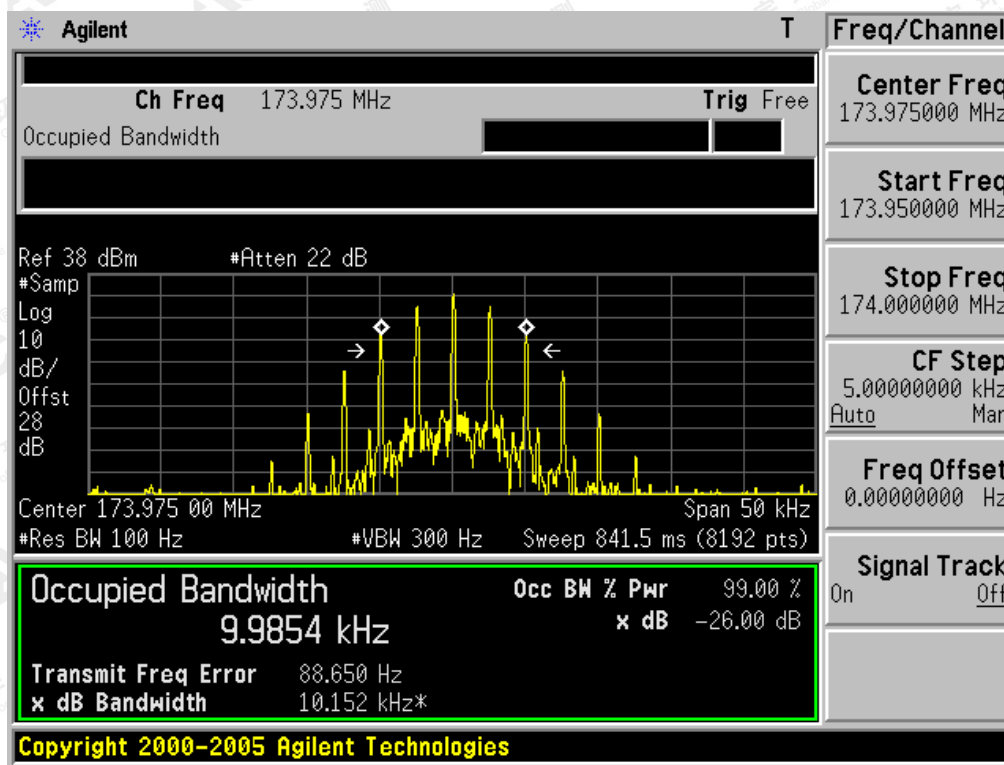 Agilent
T
Freq/Channel
Ch Freq 173.975 MHz
Trig Free
Occupied Bandwidth
Center Freq
173.975000 MHz
Start Freq
173.950000 MHz
Stop Freq
174.000000 MHz
CF Step
5.00000000 kHz
Auto Man
Freq Offset
0.00000000 Hz
Signal Track
On Off
Ref 38 dBm
#Atten 22 dB
#Samp
Log
10
dB/
Offst
28
dB
Center 173.975 00 MHz
Span 50 kHz
#Res BW 100 Hz
#VBW 300 Hz
Sweep 841.5 ms (8192 pts)
Occupied Bandwidth
9.9854 kHz
Occ BW % Pwr 99.00 %
x dB -26.00 dB
Transmit Freq Error 88.650 Hz
x dB Bandwidth 10.152 kHz*
Copyright 2000-2005 Agilent Technologies